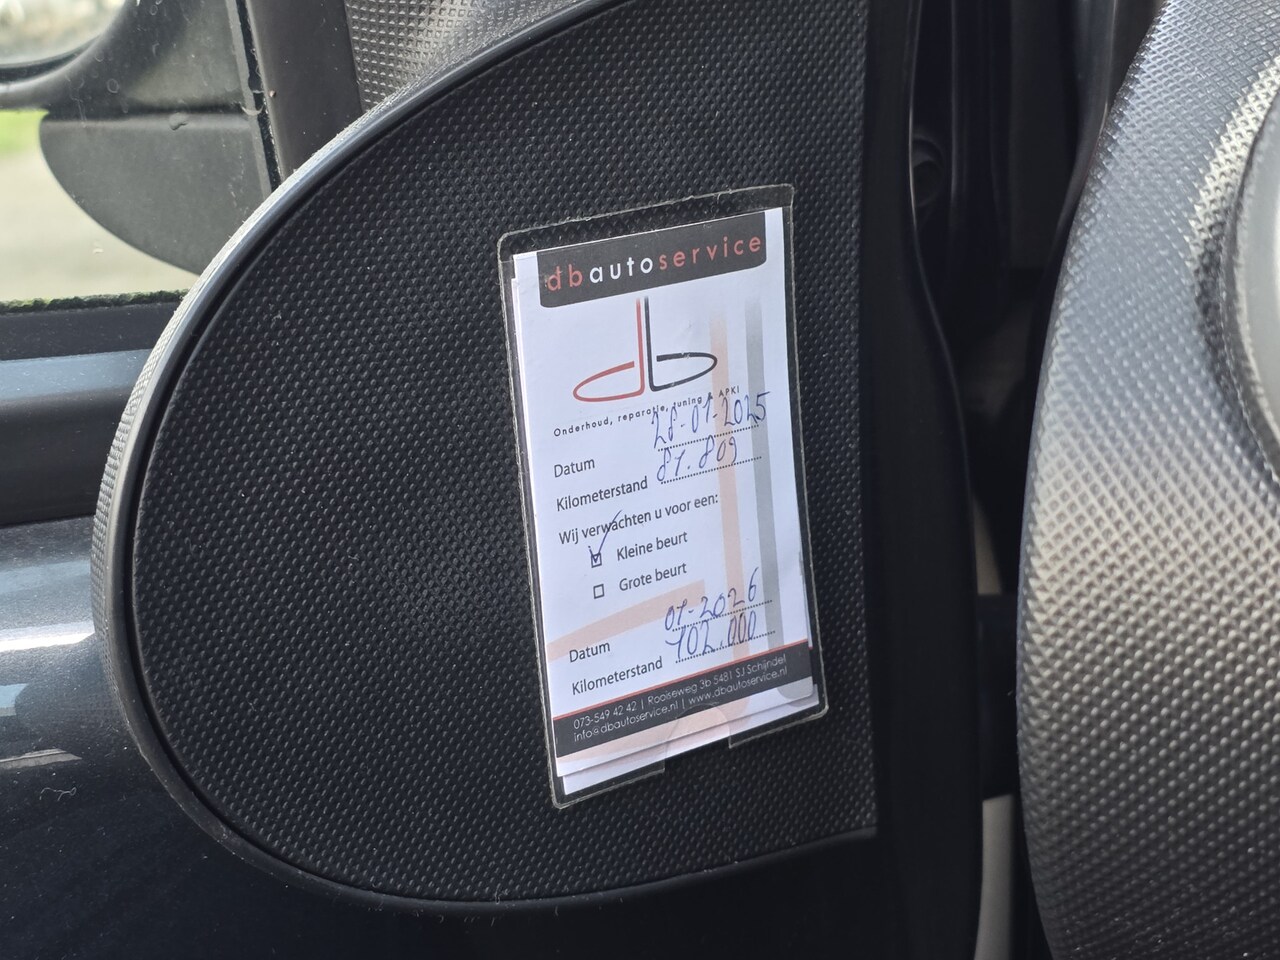 dbautoservice
db
Onderhoud, reparatie, tuning & APK!
28-01-2025
Datum
87.809
Kilometerstand
Wij verwachten u voor een:
Kleine beurt
Grote beurt
01-2026
Datum
102.000
Kilometerstand
073-549 42 42 | Rooiseweg 3b 5481 SJ Schijndel
info@dbautoservice.nl | www.dbautoservice.nl